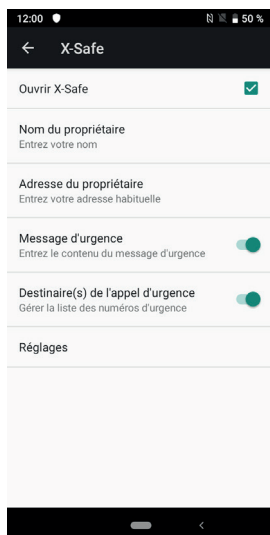 12:00 50 %
X-Safe
Ouvrir X-Safe
Nom du propriétaire
Entrez votre nom
Adresse du propriétaire
Entrez votre adresse habituelle
Message d'urgence
Entrez le contenu du message d'urgence
Destinaire(s) de l'appel d'urgence
Gérer la liste des numéros d'urgence
Réglages